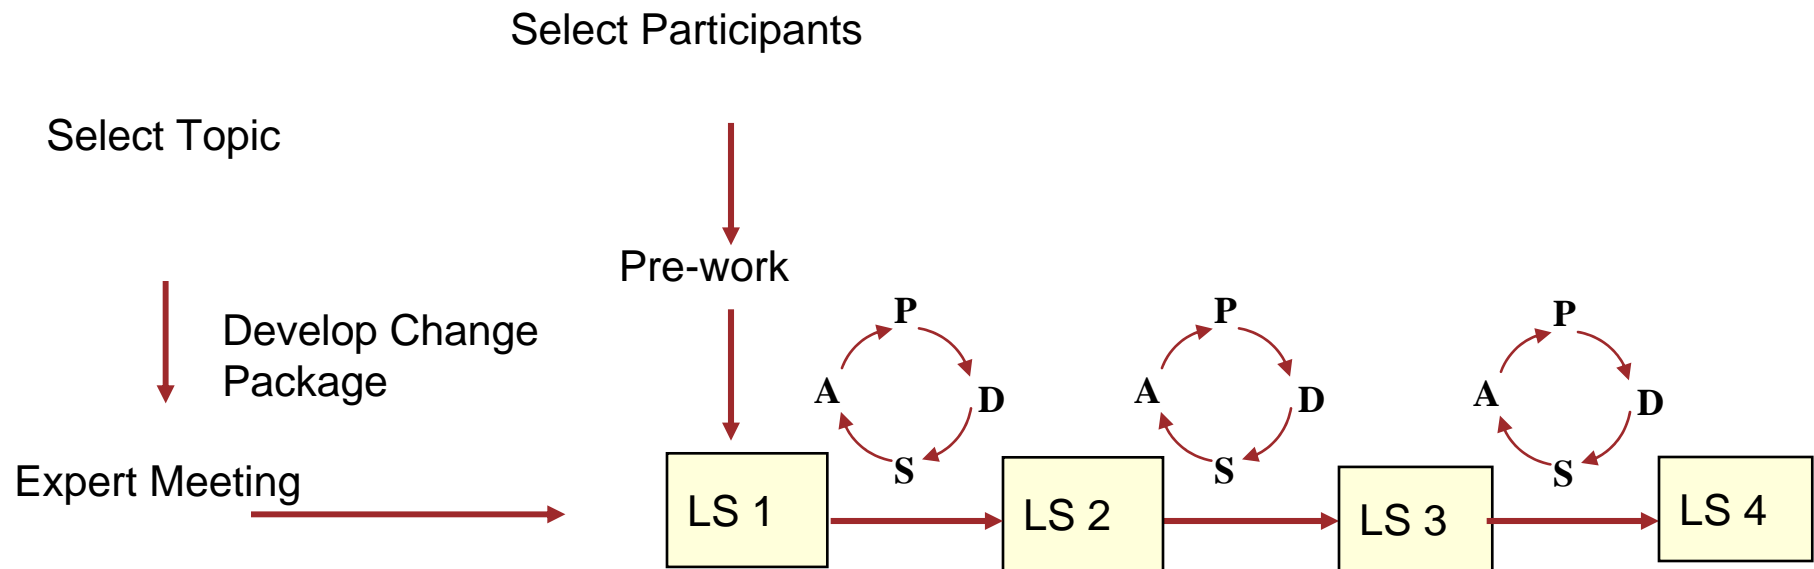 Select Participants
Select Topic
Pre-work
Develop Change
Package
Expert Meeting
P
A
D
S
P
A
D
S
P
A
D
S
LS 1
LS 2
LS 3
LS 4